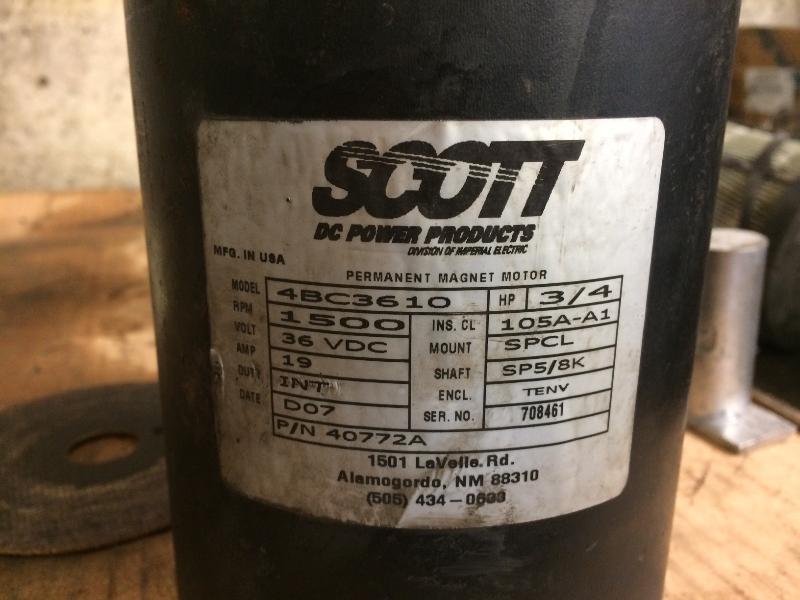 SCOTT
DC POWER PRODUCTS
DIVISION OF IMPERIAL ELECTRIC
MFG. IN USA
PERMANENT MAGNET MOTOR
MODEL 4BC3610 HP 3/4
RPM 1500 INS. CL 105A-A1
VOLT 36 VDC MOUNT SPCL
AMP 19 SHAFT SP5/8K
DUTY INT ENCL. TENV
DATE D07 SER. NO. 708461
P/N 40772A
1501 LaVelle Rd.
Alamogordo, NM 88310
(505) 434-